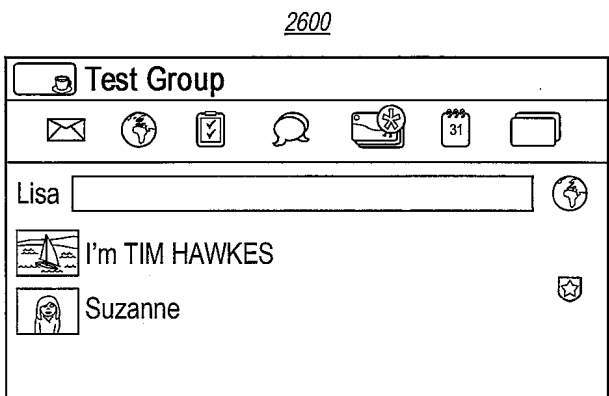 2600
Test Group
31
Lisa
I'm TIM HAWKES
Suzanne